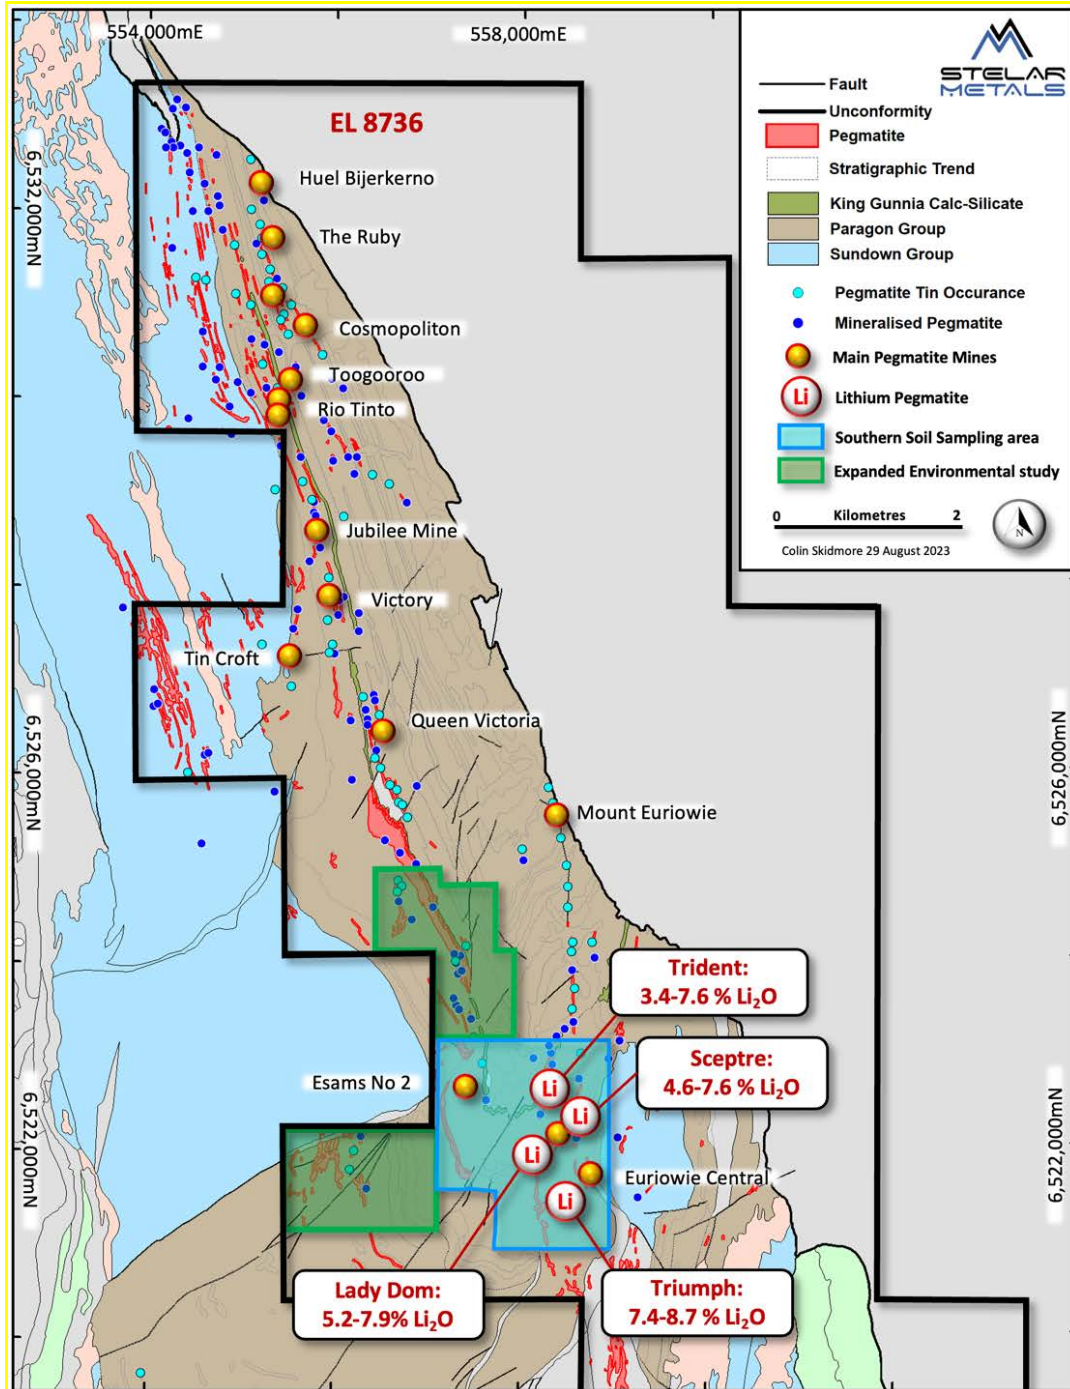 554,000mE
558,000mE
STELAR
METALS
Fault
Unconformity
Pegmatite
Stratigraphic Trend
King Gunnia Calc-Silicate
Paragon Group
Sundown Group
Pegmatite Tin Occurance
Mineralised Pegmatite
Main Pegmatite Mines
Li
Lithium Pegmatite
Southern Soil Sampling area
Expanded Environmental study
0 Kilometres 2
N
Colin Skidmore 29 August 2023
EL 8736
6,532,000mN
Huel Bijerkerno
The Ruby
Cosmopoliton
Toogooroo
Rio Tinto
Jubilee Mine
Victory
Tin Croft
Queen Victoria
6,526,000mN
6,526,000mN
Mount Euriowie
Trident:
3.4-7.6 % Li₂O
Sceptre:
4.6-7.6 % Li₂O
Esams No 2
Li
Li
Li
Li
6,522,000mN
6,522,000mN
Euriowie Central
Lady Dom:
5.2-7.9% Li₂O
Triumph:
7.4-8.7 % Li₂O